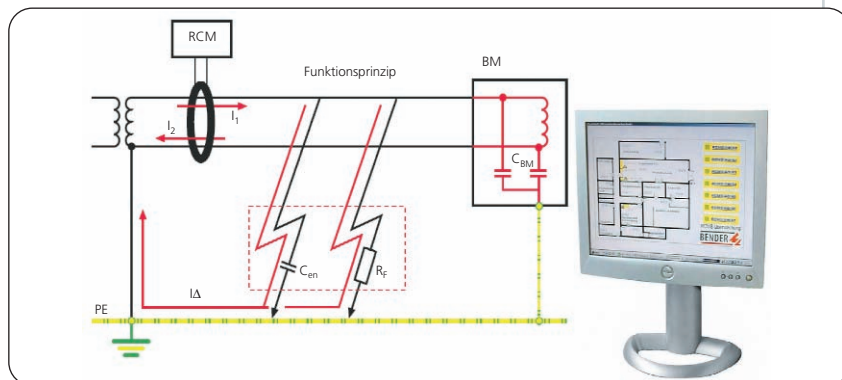 RCM
Funktionsprinzip
BM
I1
I2
CBM
Cen
RF
IΔ
PE
BENDER